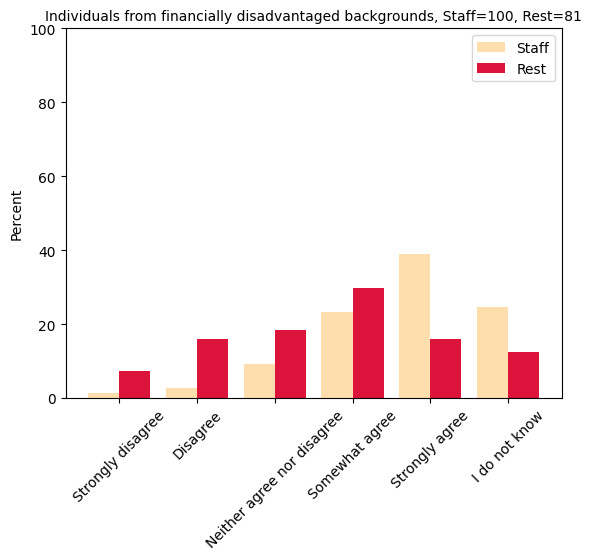 Individuals from financially disadvantaged backgrounds, Staff=100, Rest=81
100
80
60
40
20
0
Percent
Staff
Rest
Strongly disagree
Disagree
Neither agree nor disagree
Somewhat agree
Strongly agree
I do not know